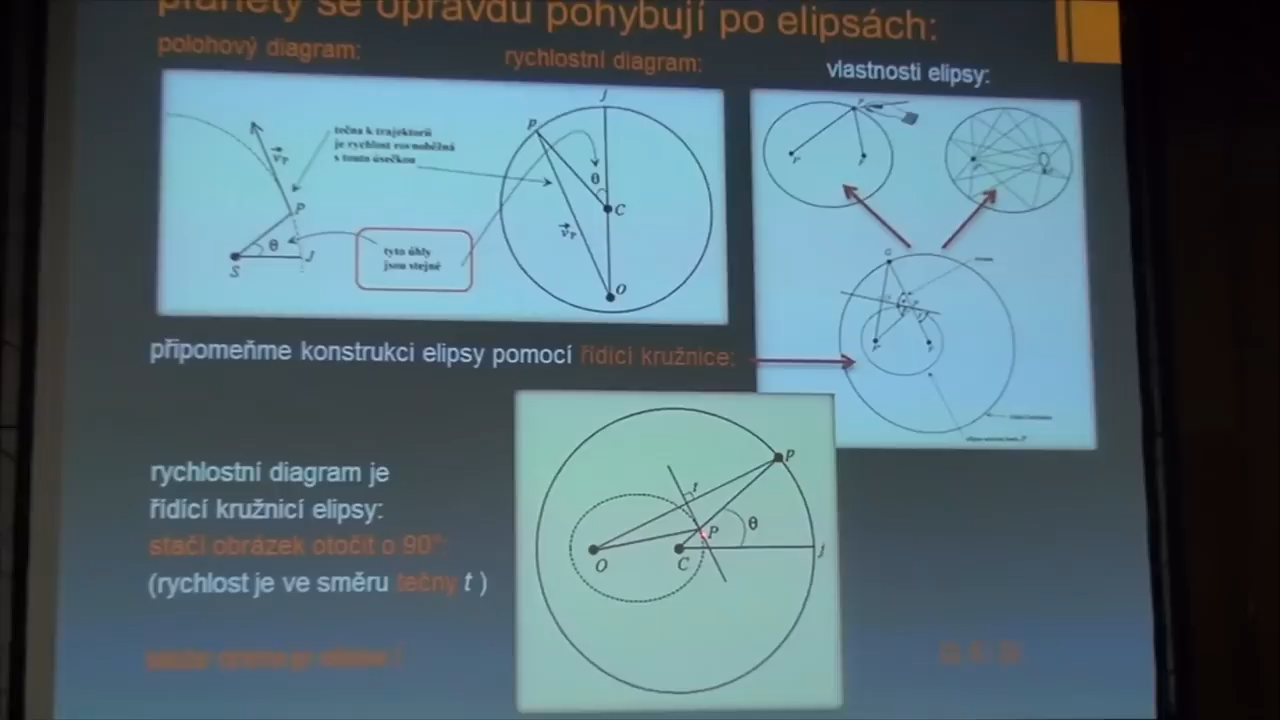 planety se opravdu pohybují po elipsách:
polohový diagram:
rychlostní diagram:
vlastnosti elipsy:
tečna k trajektorii
je rychlost rovnoběžná
s touto úsečkou
v⃗P
P
S
θ
J
tyto úhly
jsou stejné
j
p
θ
C
v⃗P
O
připomeňme konstrukci elipsy pomocí řídící kružnice:
rychlostní diagram je
řídící kružnicí elipsy:
stačí obrázek otočit o 90°:
(rychlost je ve směru tečny t )
p
t
P
θ
O
C
j